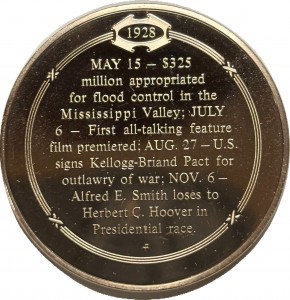 1928
MAY 15 – $325
million appropriated
for flood control in the
Mississippi Valley; JULY
6 – First all-talking feature
film premiered; AUG. 27 – U.S.
signs Kellogg-Briand Pact for
outlawry of war; NOV. 6 –
Alfred E. Smith loses to
Herbert C. Hoover in
Presidential race.